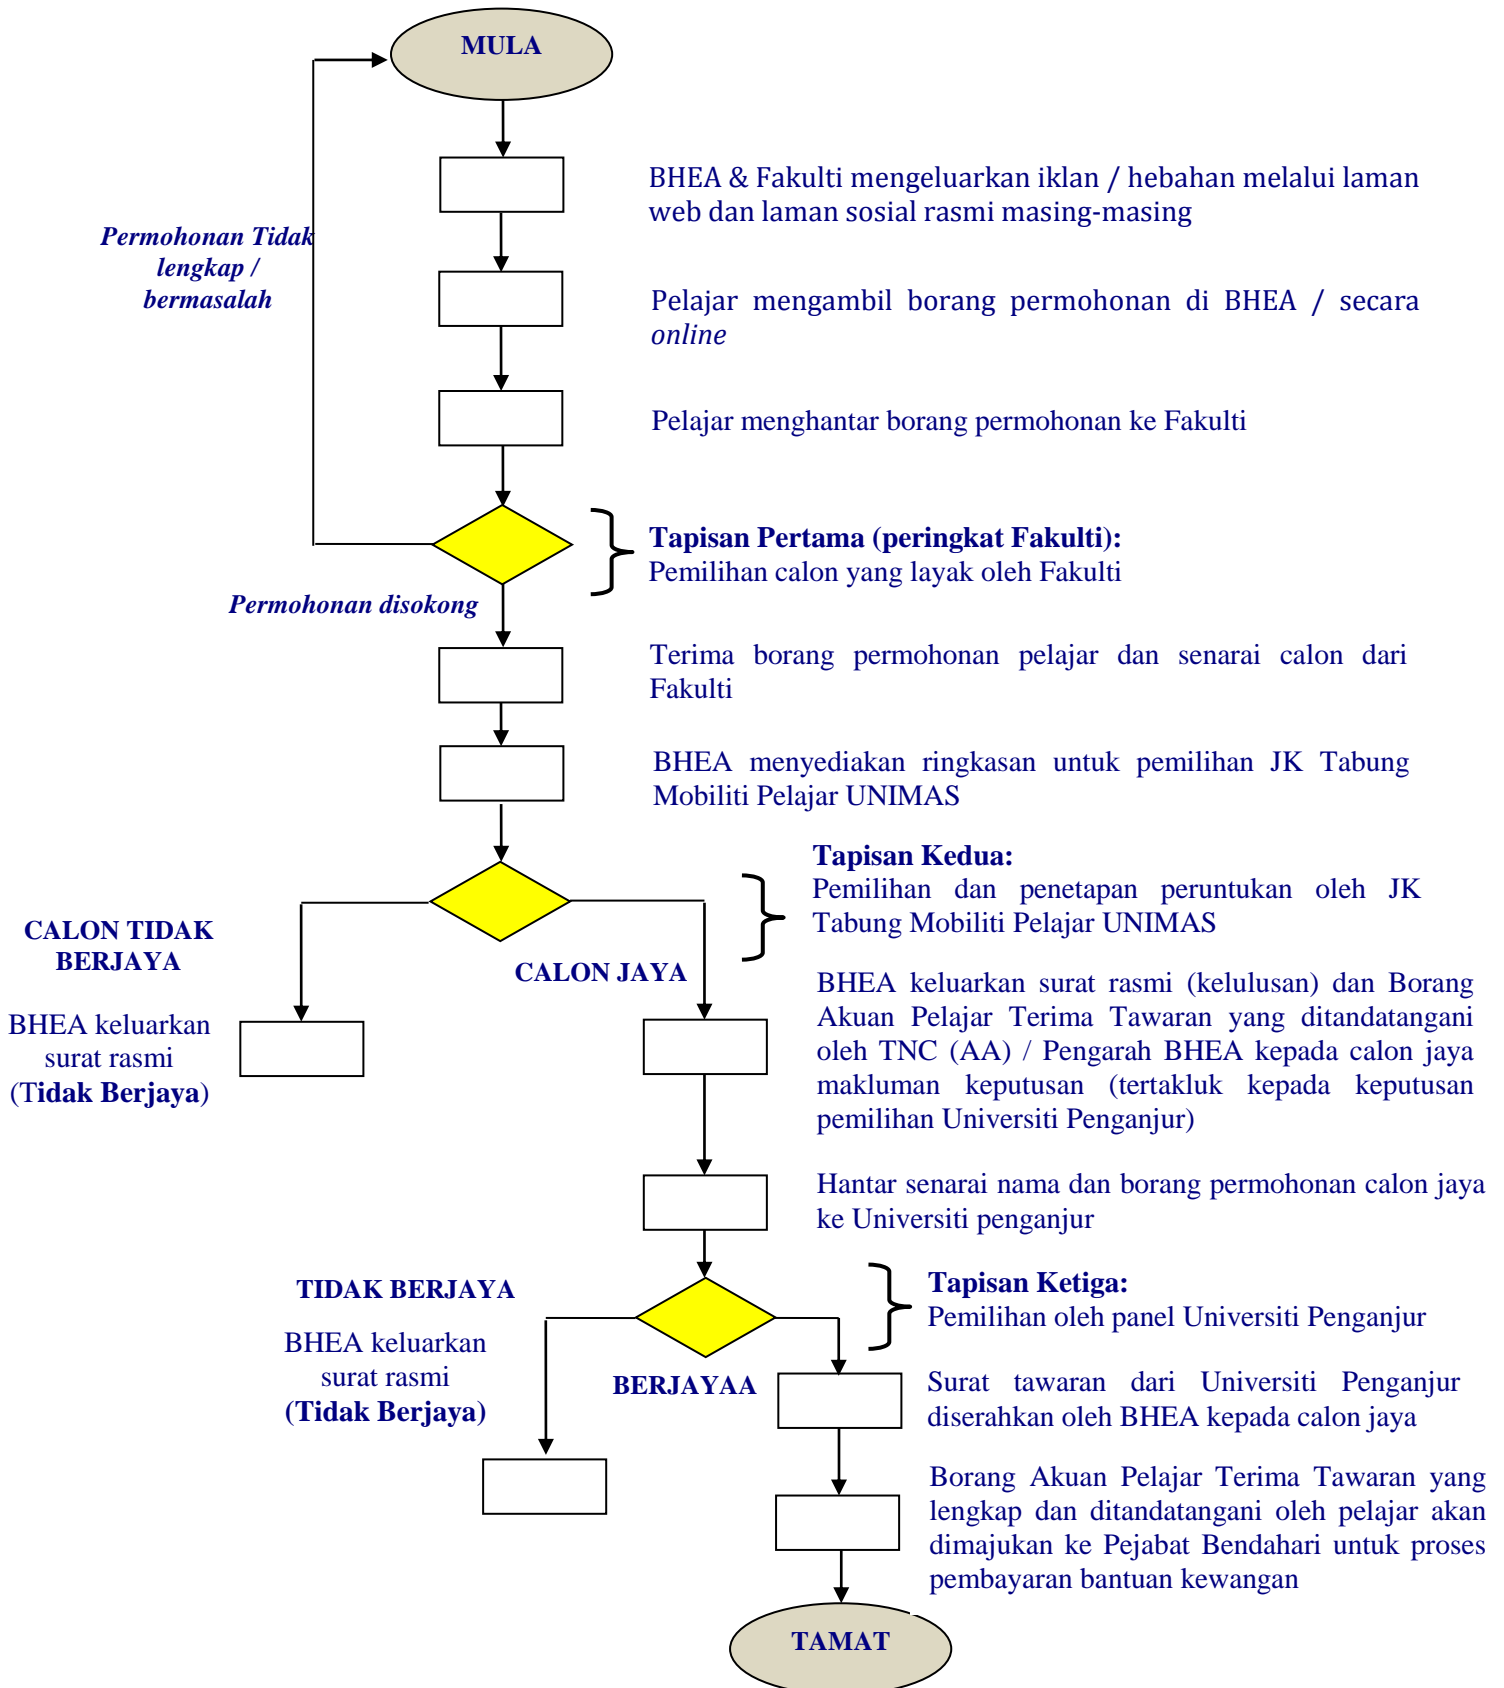 MULA
BHEA & Fakulti mengeluarkan iklan / hebahan melalui laman
web dan laman sosial rasmi masing-masing
Permohonan Tidak
lengkap /
bermasalah
Pelajar mengambil borang permohonan di BHEA / secara
online
Pelajar menghantar borang permohonan ke Fakulti
Tapisan Pertama (peringkat Fakulti):
Pemilihan calon yang layak oleh Fakulti
Permohonan disokong
Terima borang permohonan pelajar dan senarai calon dari
Fakulti
BHEA menyediakan ringkasan untuk pemilihan JK Tabung
Mobiliti Pelajar UNIMAS
Tapisan Kedua:
Pemilihan dan penetapan peruntukan oleh JK
Tabung Mobiliti Pelajar UNIMAS
CALON TIDAK
BERJAYA
CALON JAYA
BHEA keluarkan
surat rasmi
(Tidak Berjaya)
BHEA keluarkan surat rasmi (kelulusan) dan Borang
Akuan Pelajar Terima Tawaran yang ditandatangani
oleh TNC (AA) / Pengarah BHEA kepada calon jaya
makluman keputusan (tertakluk kepada keputusan
pemilihan Universiti Penganjur)
Hantar senarai nama dan borang permohonan calon jaya
ke Universiti penganjur
Tapisan Ketiga:
Pemilihan oleh panel Universiti Penganjur
TIDAK BERJAYA
BHEA keluarkan
surat rasmi
(Tidak Berjaya)
BERJAYAA
Surat tawaran dari Universiti Penganjur
diserahkan oleh BHEA kepada calon jaya
Borang Akuan Pelajar Terima Tawaran yang
lengkap dan ditandatangani oleh pelajar akan
dimajukan ke Pejabat Bendahari untuk proses
pembayaran bantuan kewangan
TAMAT